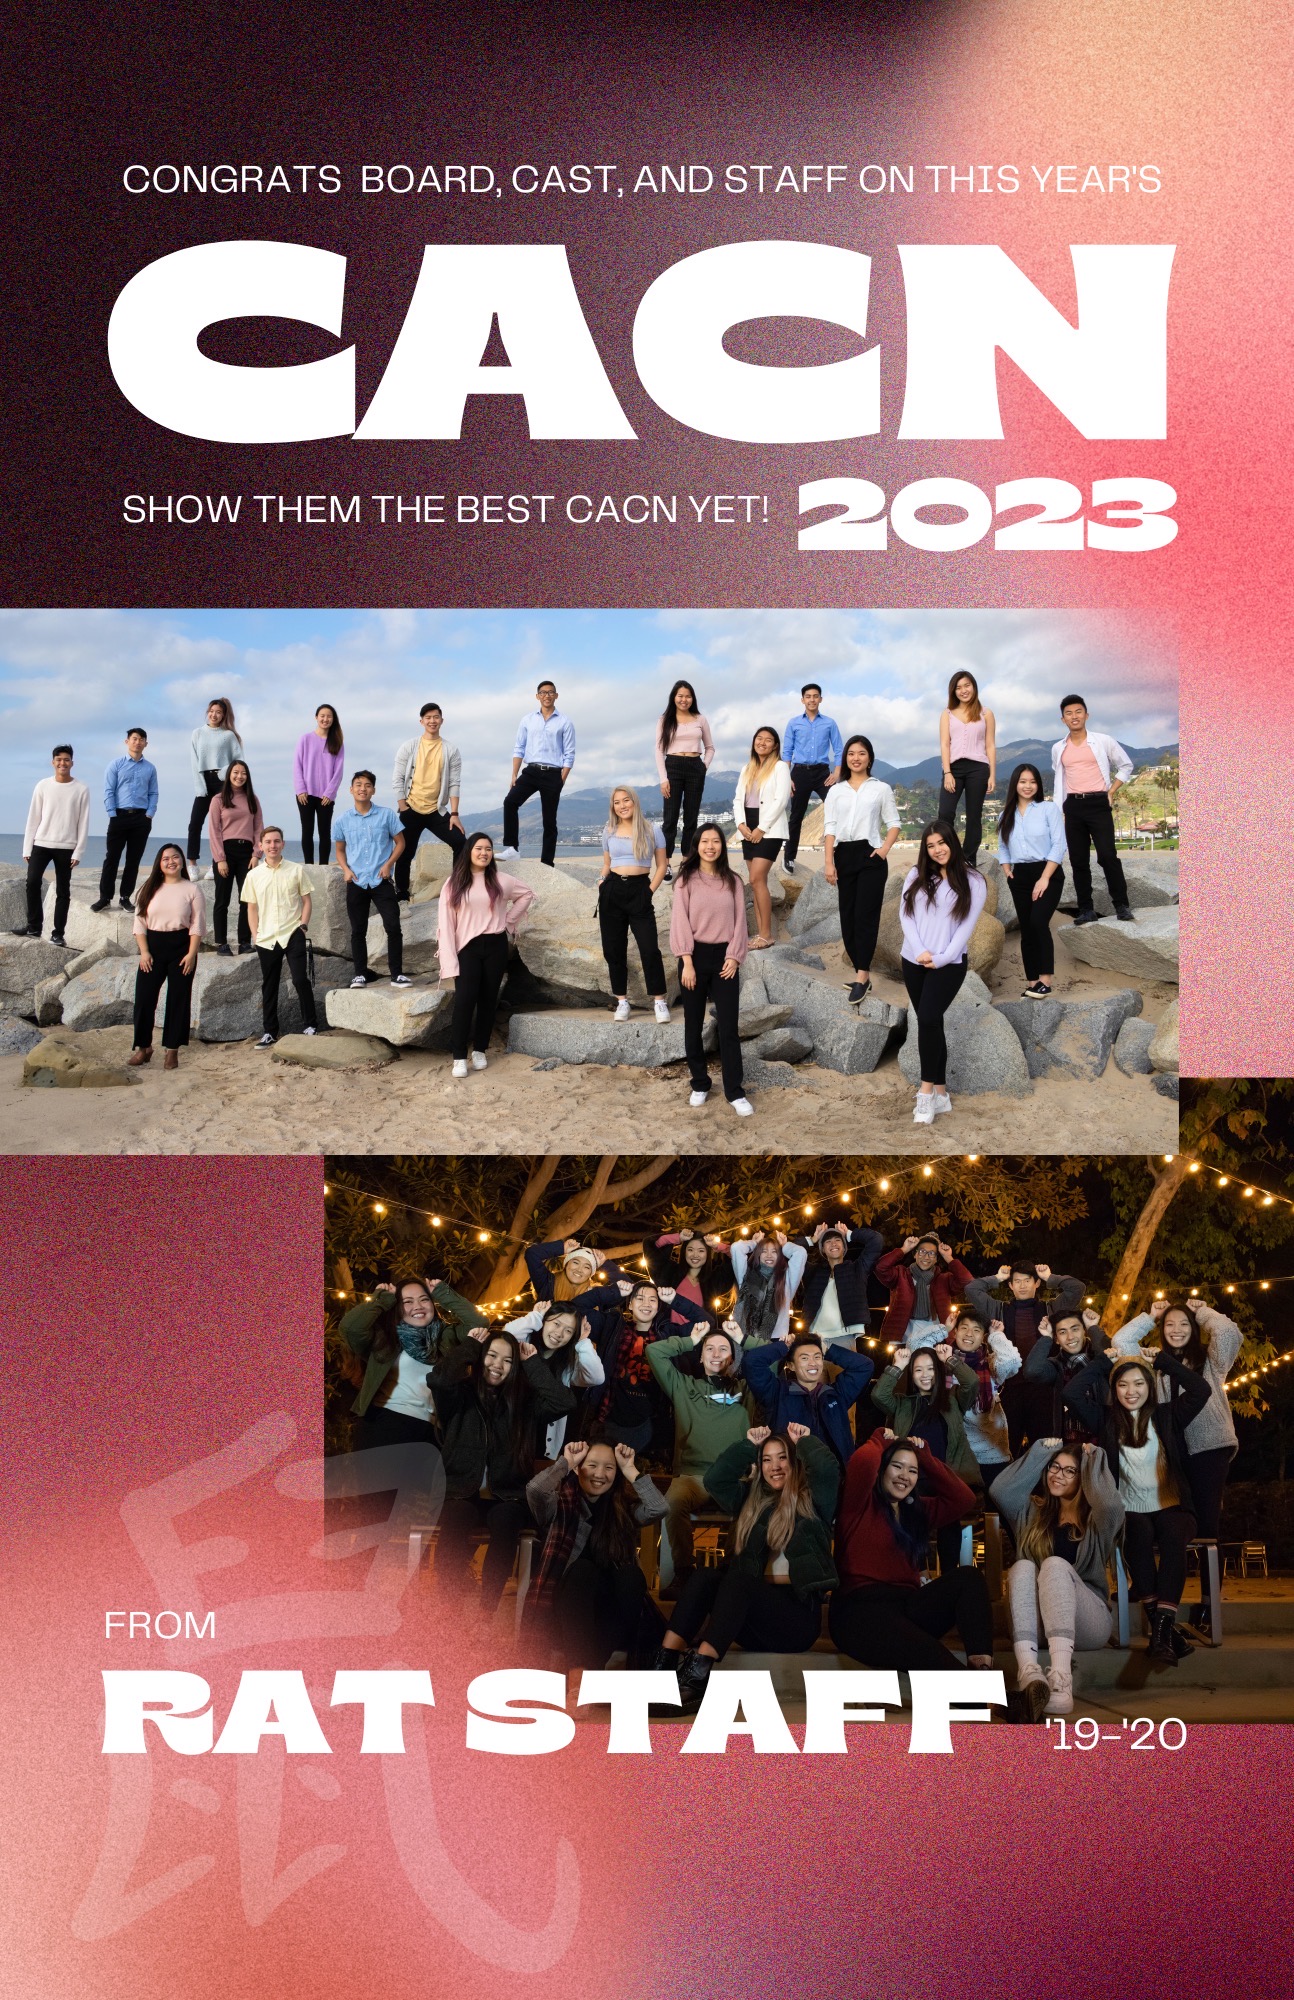 CONGRATS BOARD, CAST, AND STAFF ON THIS YEAR'S
CACN
SHOW THEM THE BEST CACN YET! 2023
FROM
RAT STAFF '19-'20
鼠